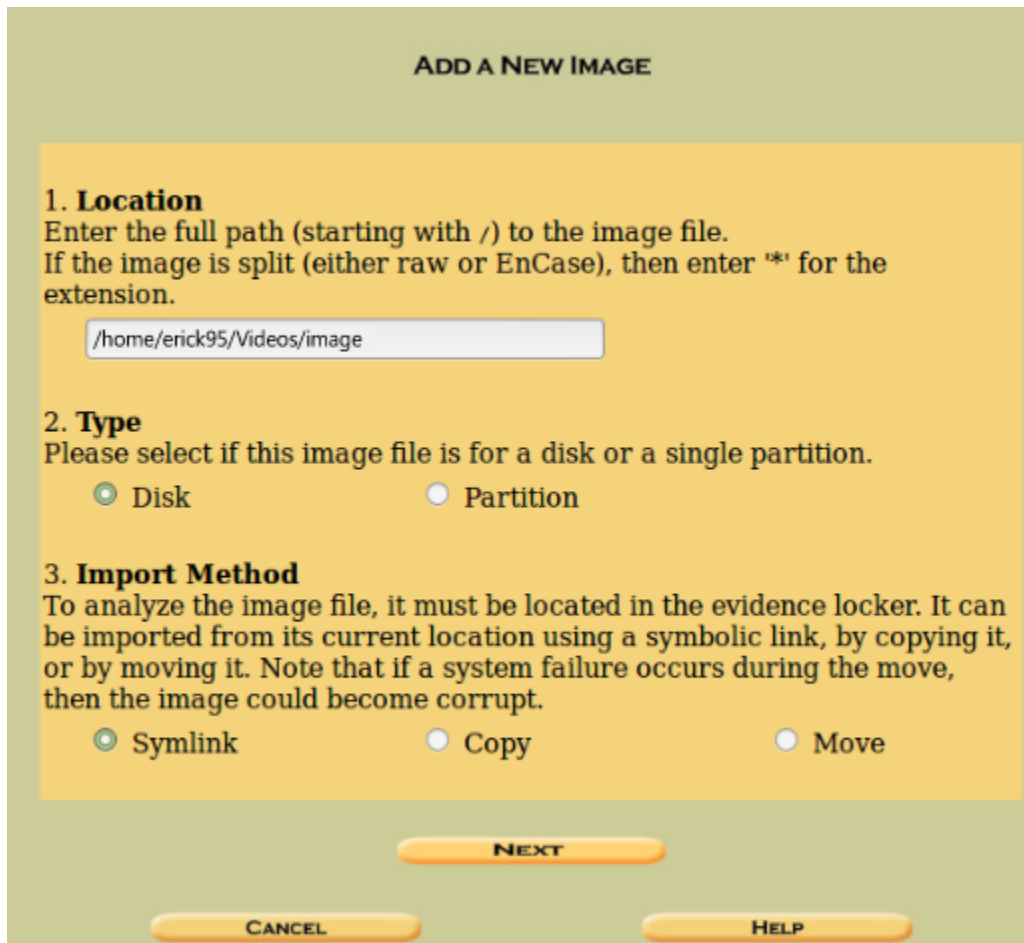 ADD A NEW IMAGE
1. Location
Enter the full path (starting with /) to the image file.
If the image is split (either raw or EnCase), then enter '*' for the
extension.
/home/erick95/Videos/image
2. Type
Please select if this image file is for a disk or a single partition.
Disk Partition
3. Import Method
To analyze the image file, it must be located in the evidence locker. It can
be imported from its current location using a symbolic link, by copying it,
or by moving it. Note that if a system failure occurs during the move,
then the image could become corrupt.
Symlink Copy Move
NEXT
CANCEL HELP